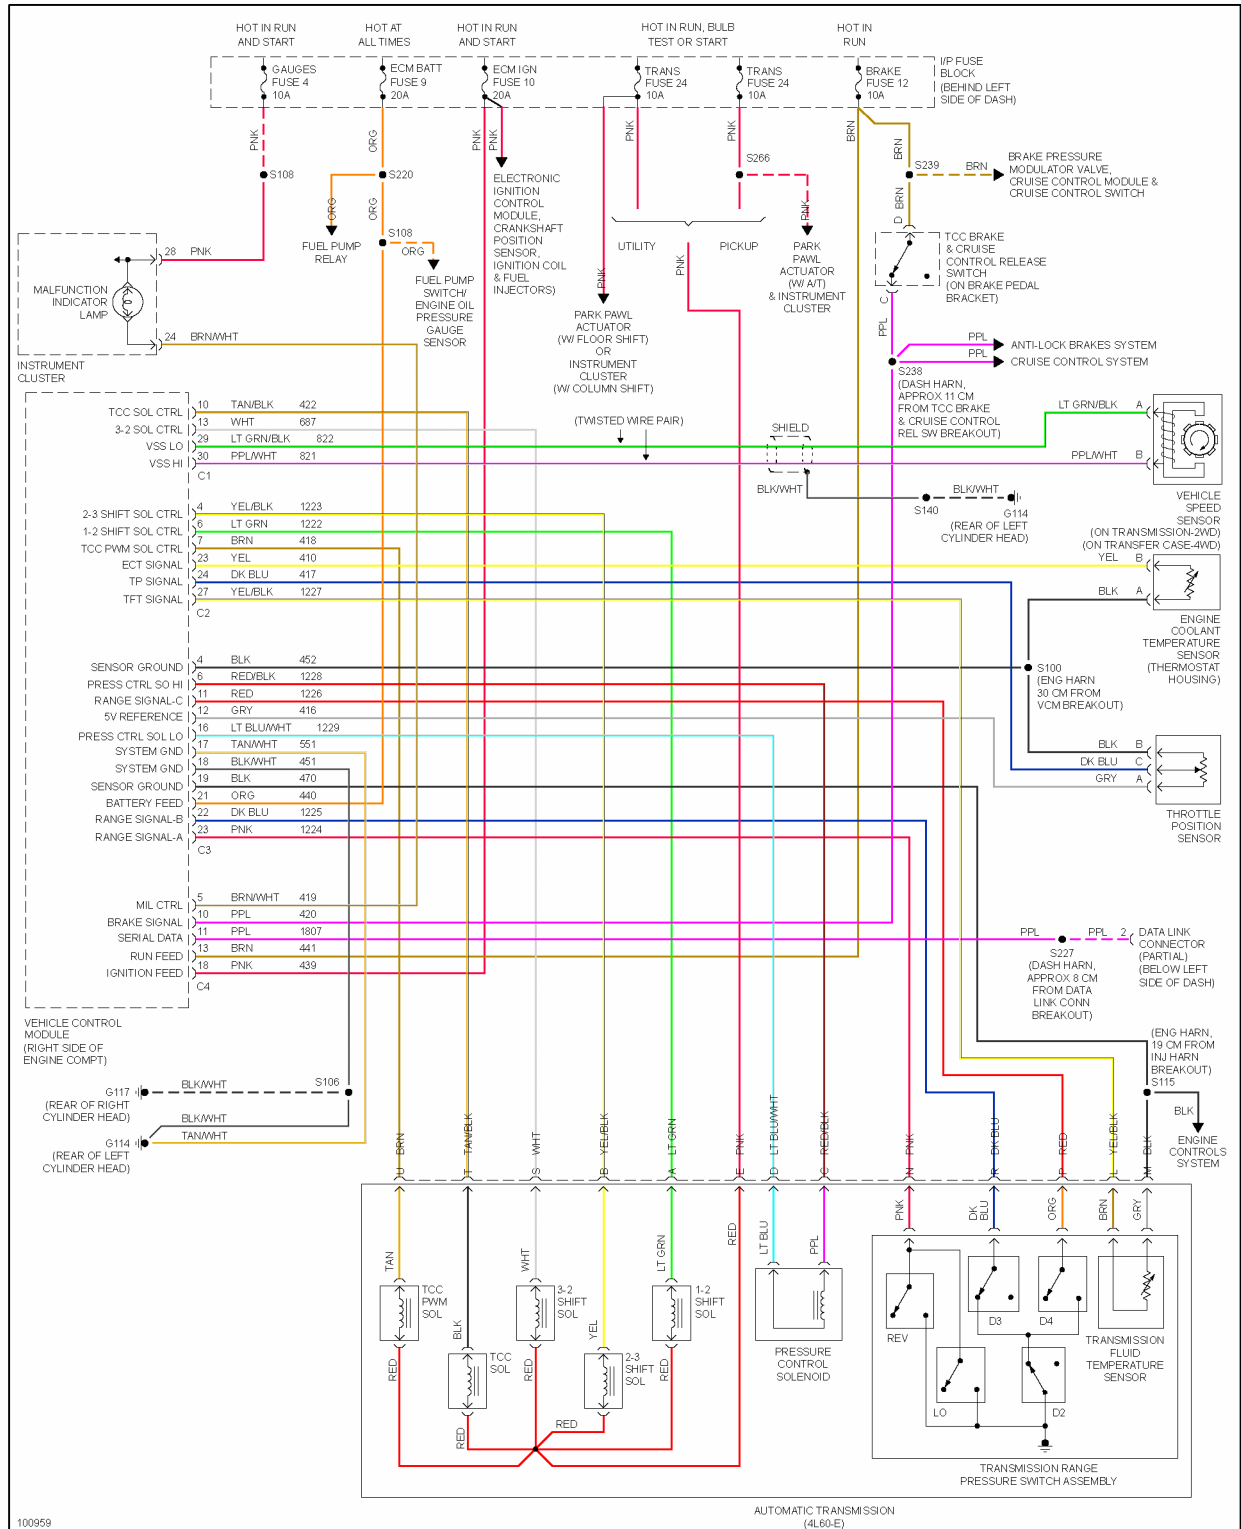 HOT IN RUN
AND START
HOT AT
ALL TIMES
HOT IN RUN
AND START
HOT IN RUN, BULB
TEST OR START
HOT IN
RUN
GAUGES
FUSE 4
10A
ECM BATT
FUSE 9
20A
ECM IGN
FUSE 10
20A
TRANS
FUSE 24
10A
TRANS
FUSE 24
10A
BRAKE
FUSE 12
10A
I/P FUSE
BLOCK
(BEHIND LEFT
SIDE OF DASH)
PNK
ORG
PNK
PNK
PNK
PNK
BRN
BRN
S108
S220
S266
S239
BRN
BRAKE PRESSURE
MODULATOR VALVE,
CRUISE CONTROL MODULE &
CRUISE CONTROL SWITCH
ELECTRONIC
IGNITION
CONTROL
MODULE,
CRANKSHAFT
POSITION
SENSOR,
IGNITION COIL
& FUEL
INJECTORS)
ORG
ORG
S108
ORG
FUEL PUMP
RELAY
FUEL PUMP
SWITCH/
ENGINE OIL
PRESSURE
GAUGE
SENSOR
PNK
UTILITY
PICKUP
PNK
PNK
PARK
PAWL
ACTUATOR
(W/ A/T)
& INSTRUMENT
CLUSTER
PARK PAWL
ACTUATOR
(W/ FLOOR SHIFT)
OR
INSTRUMENT
CLUSTER
(W/ COLUMN SHIFT)
D
BRN
TCC BRAKE
& CRUISE
CONTROL RELEASE
SWITCH
(ON BRAKE PEDAL
BRACKET)
C
PPL
PPL
ANTI-LOCK BRAKES SYSTEM
PPL
CRUISE CONTROL SYSTEM
S238
(DASH HARN,
APPROX 11 CM
FROM TCC BRAKE
& CRUISE CONTROL
REL SW BREAKOUT)
28
PNK
MALFUNCTION
INDICATOR
LAMP
24
BRN/WHT
INSTRUMENT
CLUSTER
TCC SOL CTRL 10 TAN/BLK 422
3-2 SOL CTRL 13 WHT 687
VSS LO 29 LT GRN/BLK 822
VSS HI 30 PPL/WHT 821
C1
(TWISTED WIRE PAIR)
SHIELD
BLK/WHT
S140
BLK/WHT
G114
(REAR OF LEFT
CYLINDER HEAD)
LT GRN/BLK A
PPL/WHT B
VEHICLE
SPEED
SENSOR
(ON TRANSMISSION-2WD)
(ON TRANSFER CASE-4WD)
2-3 SHIFT SOL CTRL 4 YEL/BLK 1223
1-2 SHIFT SOL CTRL 6 LT GRN 1222
TCC PWM SOL CTRL 7 BRN 418
ECT SIGNAL 23 YEL 410
TP SIGNAL 24 DK BLU 417
TFT SIGNAL 27 YEL/BLK 1227
C2
YEL B
BLK A
ENGINE
COOLANT
TEMPERATURE
SENSOR
(THERMOSTAT
HOUSING)
S100
(ENG HARN
30 CM FROM
VCM BREAKOUT)
SENSOR GROUND 4 BLK 452
PRESS CTRL SO HI 6 RED/BLK 1228
RANGE SIGNAL-C 11 RED 1226
5V REFERENCE 12 GRY 416
PRESS CTRL SOL LO 16 LT BLU/WHT 1229
SYSTEM GND 17 TAN/WHT 551
SYSTEM GND 18 BLK/WHT 451
SENSOR GROUND 19 BLK 470
BATTERY FEED 21 ORG 440
RANGE SIGNAL-B 22 DK BLU 1225
RANGE SIGNAL-A 23 PNK 1224
C3
BLK B
DK BLU C
GRY A
THROTTLE
POSITION
SENSOR
MIL CTRL 5 BRN/WHT 419
BRAKE SIGNAL 10 PPL 420
SERIAL DATA 11 PPL 1807
RUN FEED 13 BRN 441
IGNITION FEED 18 PNK 439
C4
PPL
PPL
2
S227
(DASH HARN,
APPROX 8 CM
FROM DATA
LINK CONN
BREAKOUT)
DATA LINK
CONNECTOR
(PARTIAL)
(BELOW LEFT
SIDE OF DASH)
VEHICLE CONTROL
MODULE
(RIGHT SIDE OF
ENGINE COMPT)
(ENG HARN,
19 CM FROM
INJ HARN
BREAKOUT)
S115
BLK
ENGINE
CONTROLS
SYSTEM
G117
BLK/WHT
S106
(REAR OF RIGHT
CYLINDER HEAD)
BLK/WHT
G114
TAN/WHT
(REAR OF LEFT
CYLINDER HEAD)
U BRN
T TAN/BLK
S WHT
B YEL/BLK
A LT GRN
E PNK
D LT BLU/WHT
C RED/BLK
N PNK
R DK BLU
P RED
L YEL/BLK
M BLK
TAN
BLK
WHT
YEL
LT GRN
RED
LT BLU
PPL
PNK
DK
BLU
ORG
BRN
GRY
TCC
PWM
SOL
TCC
SOL
3-2
SHIFT
SOL
2-3
SHIFT
SOL
1-2
SHIFT
SOL
RED
RED
RED
RED
RED
PRESSURE
CONTROL
SOLENOID
REV
D3
D4
LO
D2
TRANSMISSION
FLUID
TEMPERATURE
SENSOR
TRANSMISSION RANGE
PRESSURE SWITCH ASSEMBLY
AUTOMATIC TRANSMISSION
(4L60-E)
100959